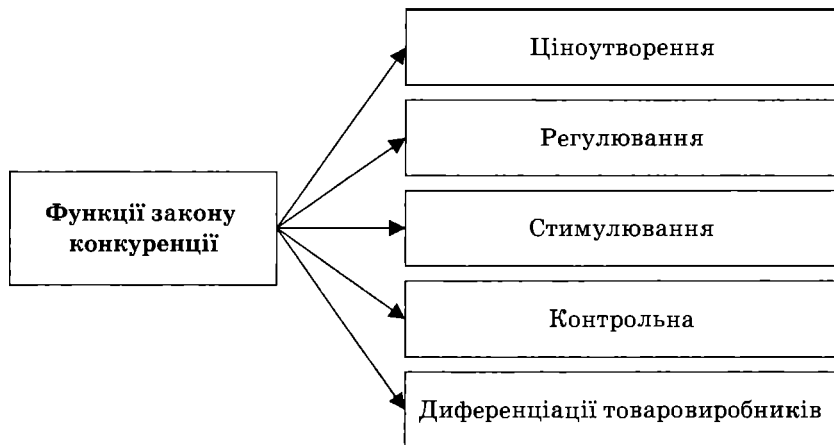 Функції закону
конкуренції
Ціноутворення
Регулювання
Стимулювання
Контрольна
Диференціації товаровиробників